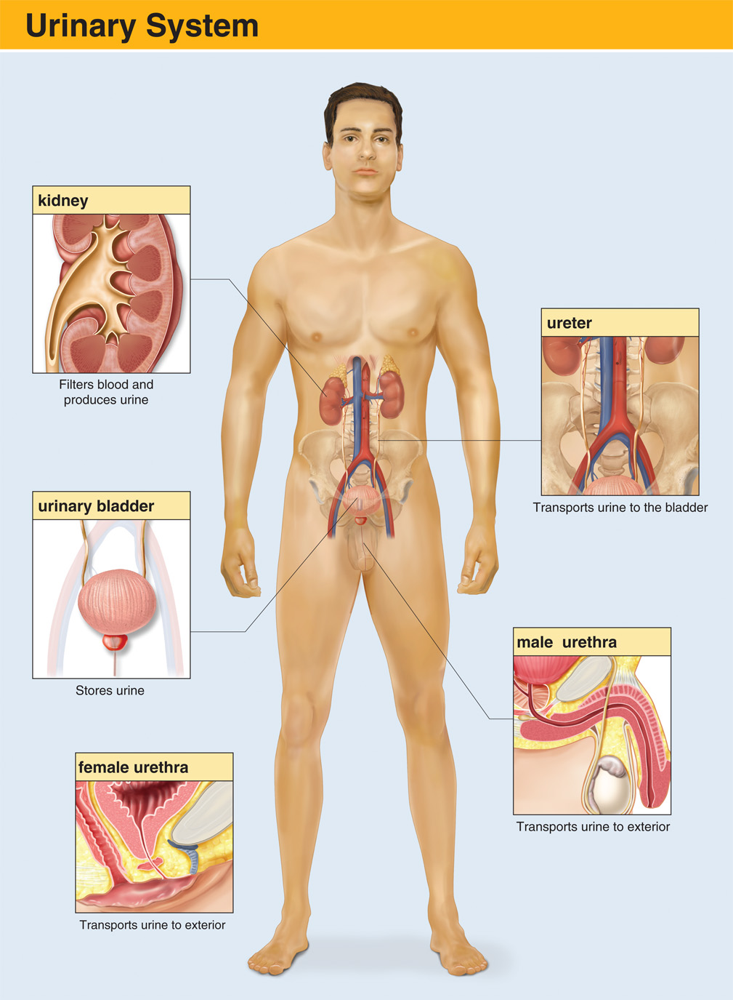 Urinary System
kidney
Filters blood and
produces urine
ureter
Transports urine to the bladder
urinary bladder
Stores urine
male urethra
Transports urine to exterior
female urethra
Transports urine to exterior